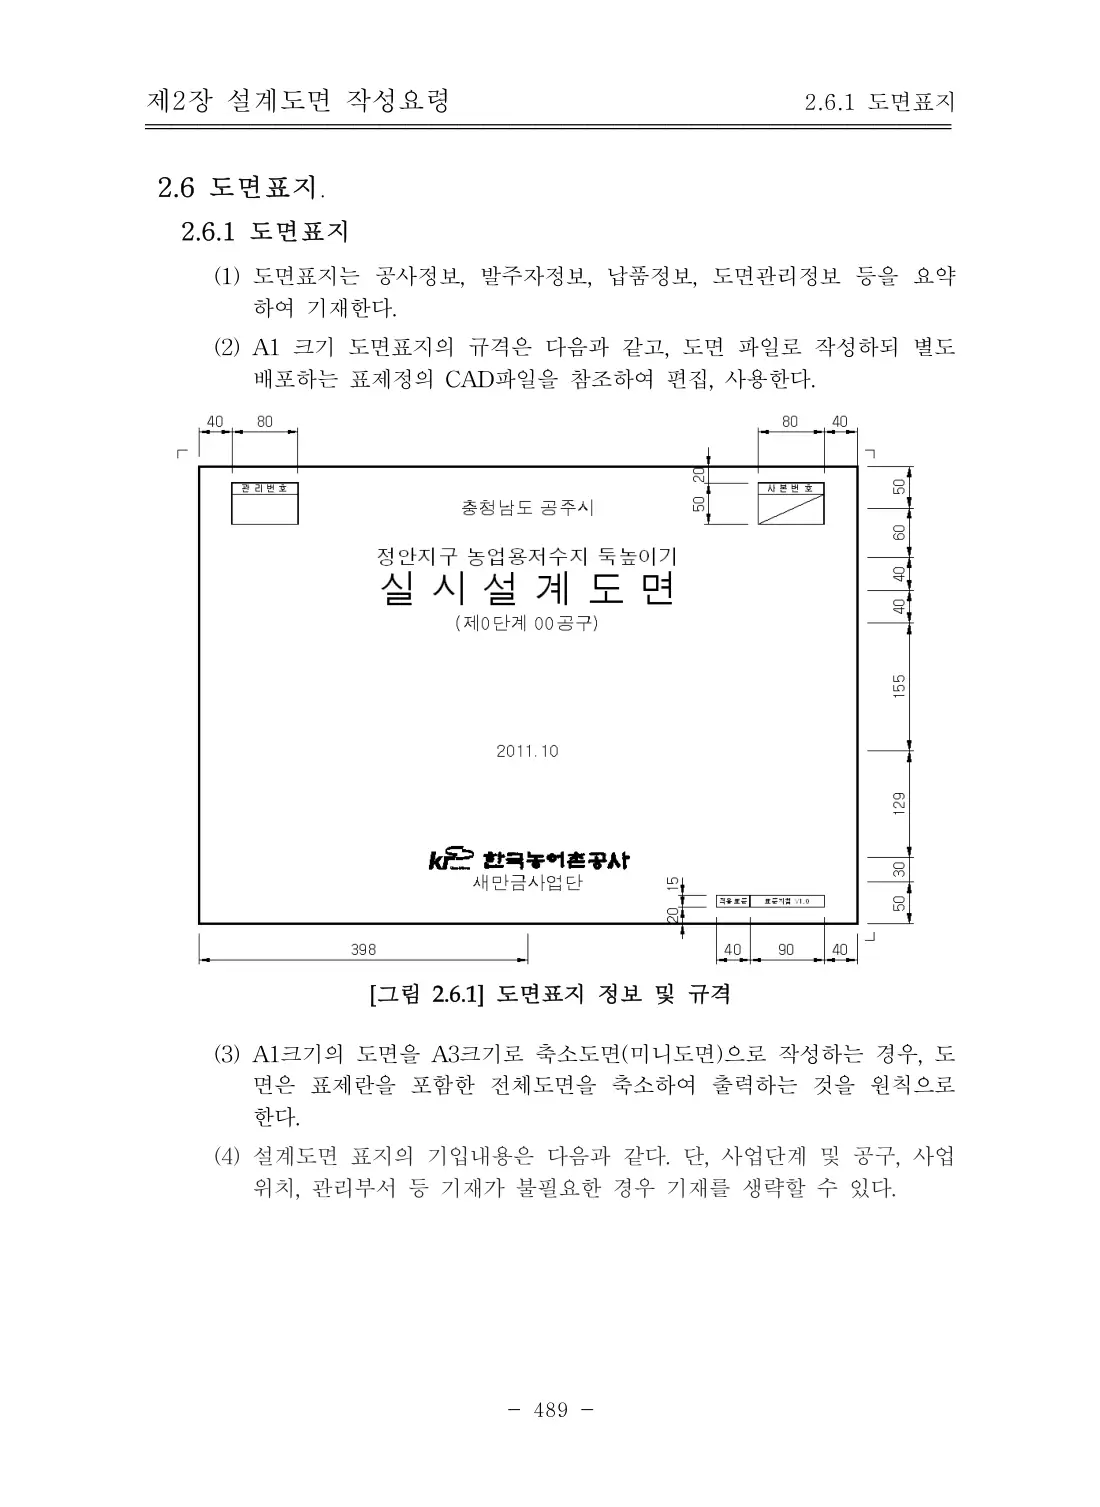 제2장 설계도면 작성요령 2.6.1 도면표지
2.6 도면표지.
2.6.1 도면표지
(1) 도면표지는 공사정보, 발주자정보, 납품정보, 도면관리정보 등을 요약
하여 기재한다.
(2) A1 크기 도면표지의 규격은 다음과 같고, 도면 파일로 작성하되 별도
배포하는 표제정의 CAD파일을 참조하여 편집, 사용한다.
40 80 80 40
관리번호 20 사본번호 50
충청남도 공주시 50
60
정안지구 농업용저수지 둑높이기 40
실시설계도면
(제0단계 00공구) 40
155
2011.10
129
kr 한국농어촌공사 30
새만금사업단 15
적용표준 표준지침 V1.0 50
20
398 40 90 40
[그림 2.6.1] 도면표지 정보 및 규격
(3) A1크기의 도면을 A3크기로 축소도면(미니도면)으로 작성하는 경우, 도
면은 표제란을 포함한 전체도면을 축소하여 출력하는 것을 원칙으로
한다.
(4) 설계도면 표지의 기입내용은 다음과 같다. 단, 사업단계 및 공구, 사업
위치, 관리부서 등 기재가 불필요한 경우 기재를 생략할 수 있다.
- 489 -